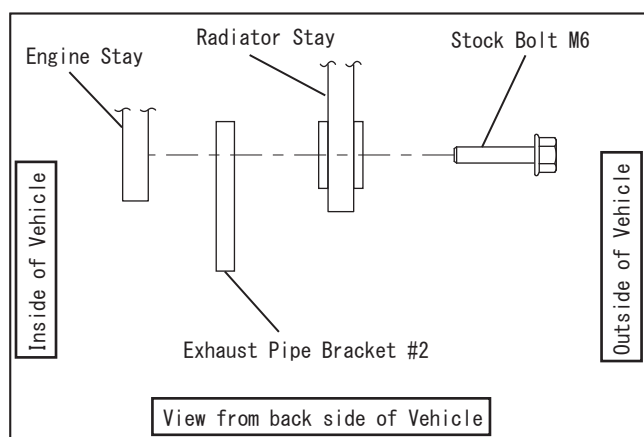 Radiator Stay
Stock Bolt M6
Engine Stay
Inside of Vehicle
Outside of Vehicle
Exhaust Pipe Bracket #2
View from back side of Vehicle